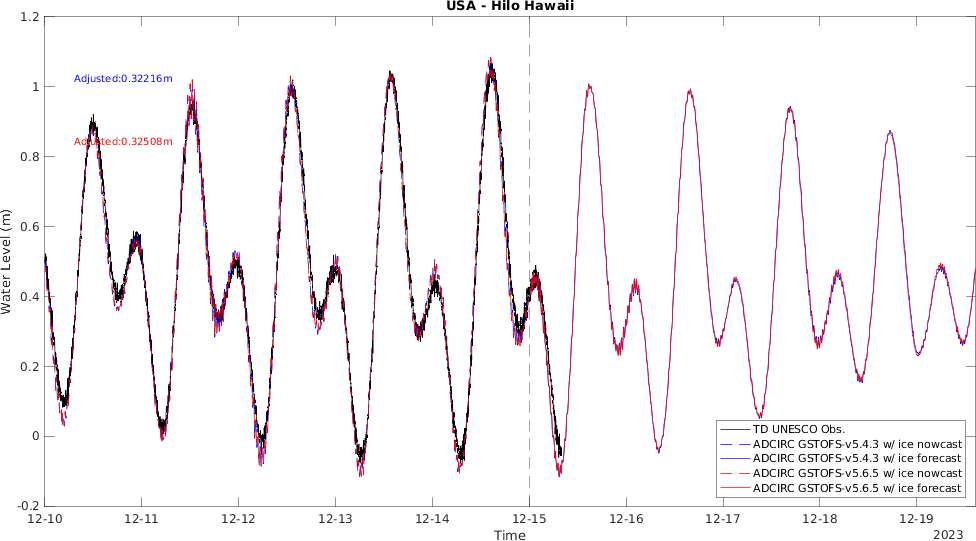 USA - Hilo Hawaii
1.2
1
0.8
0.6
0.4
0.2
0
-0.2
Water Level (m)
Adjusted:0.32216m
Adjusted:0.32508m
TD UNESCO Obs.
ADCIRC GSTOFS-v5.4.3 w/ ice nowcast
ADCIRC GSTOFS-v5.4.3 w/ ice forecast
ADCIRC GSTOFS-v5.6.5 w/ ice nowcast
ADCIRC GSTOFS-v5.6.5 w/ ice forecast
12-10 12-11 12-12 12-13 12-14 12-15 12-16 12-17 12-18 12-19
Time
2023